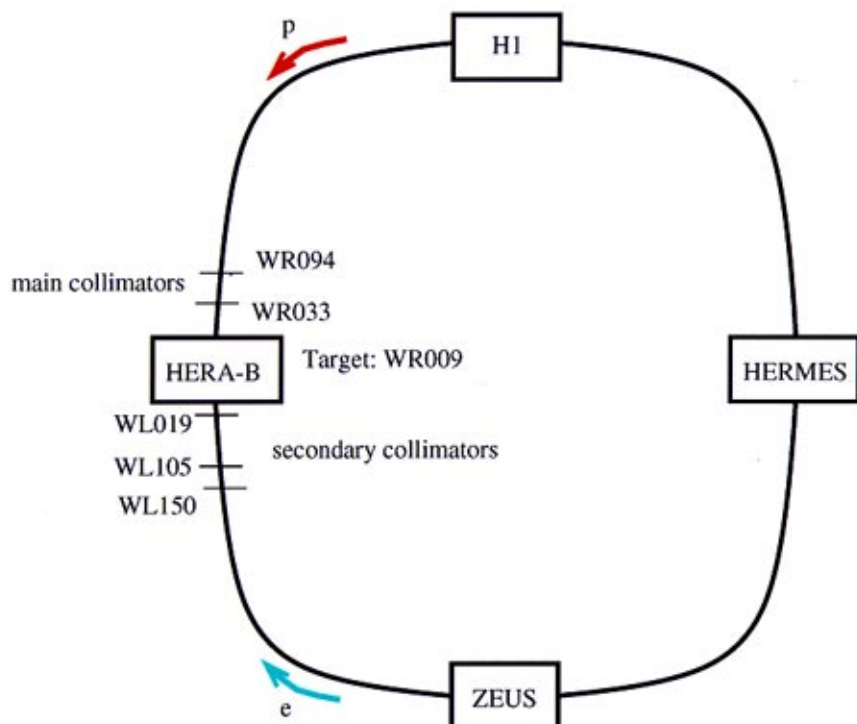 p
H1
WR094
main collimators
WR033
HERA-B
Target: WR009
HERMES
WL019
secondary collimators
WL105
WL150
e
ZEUS